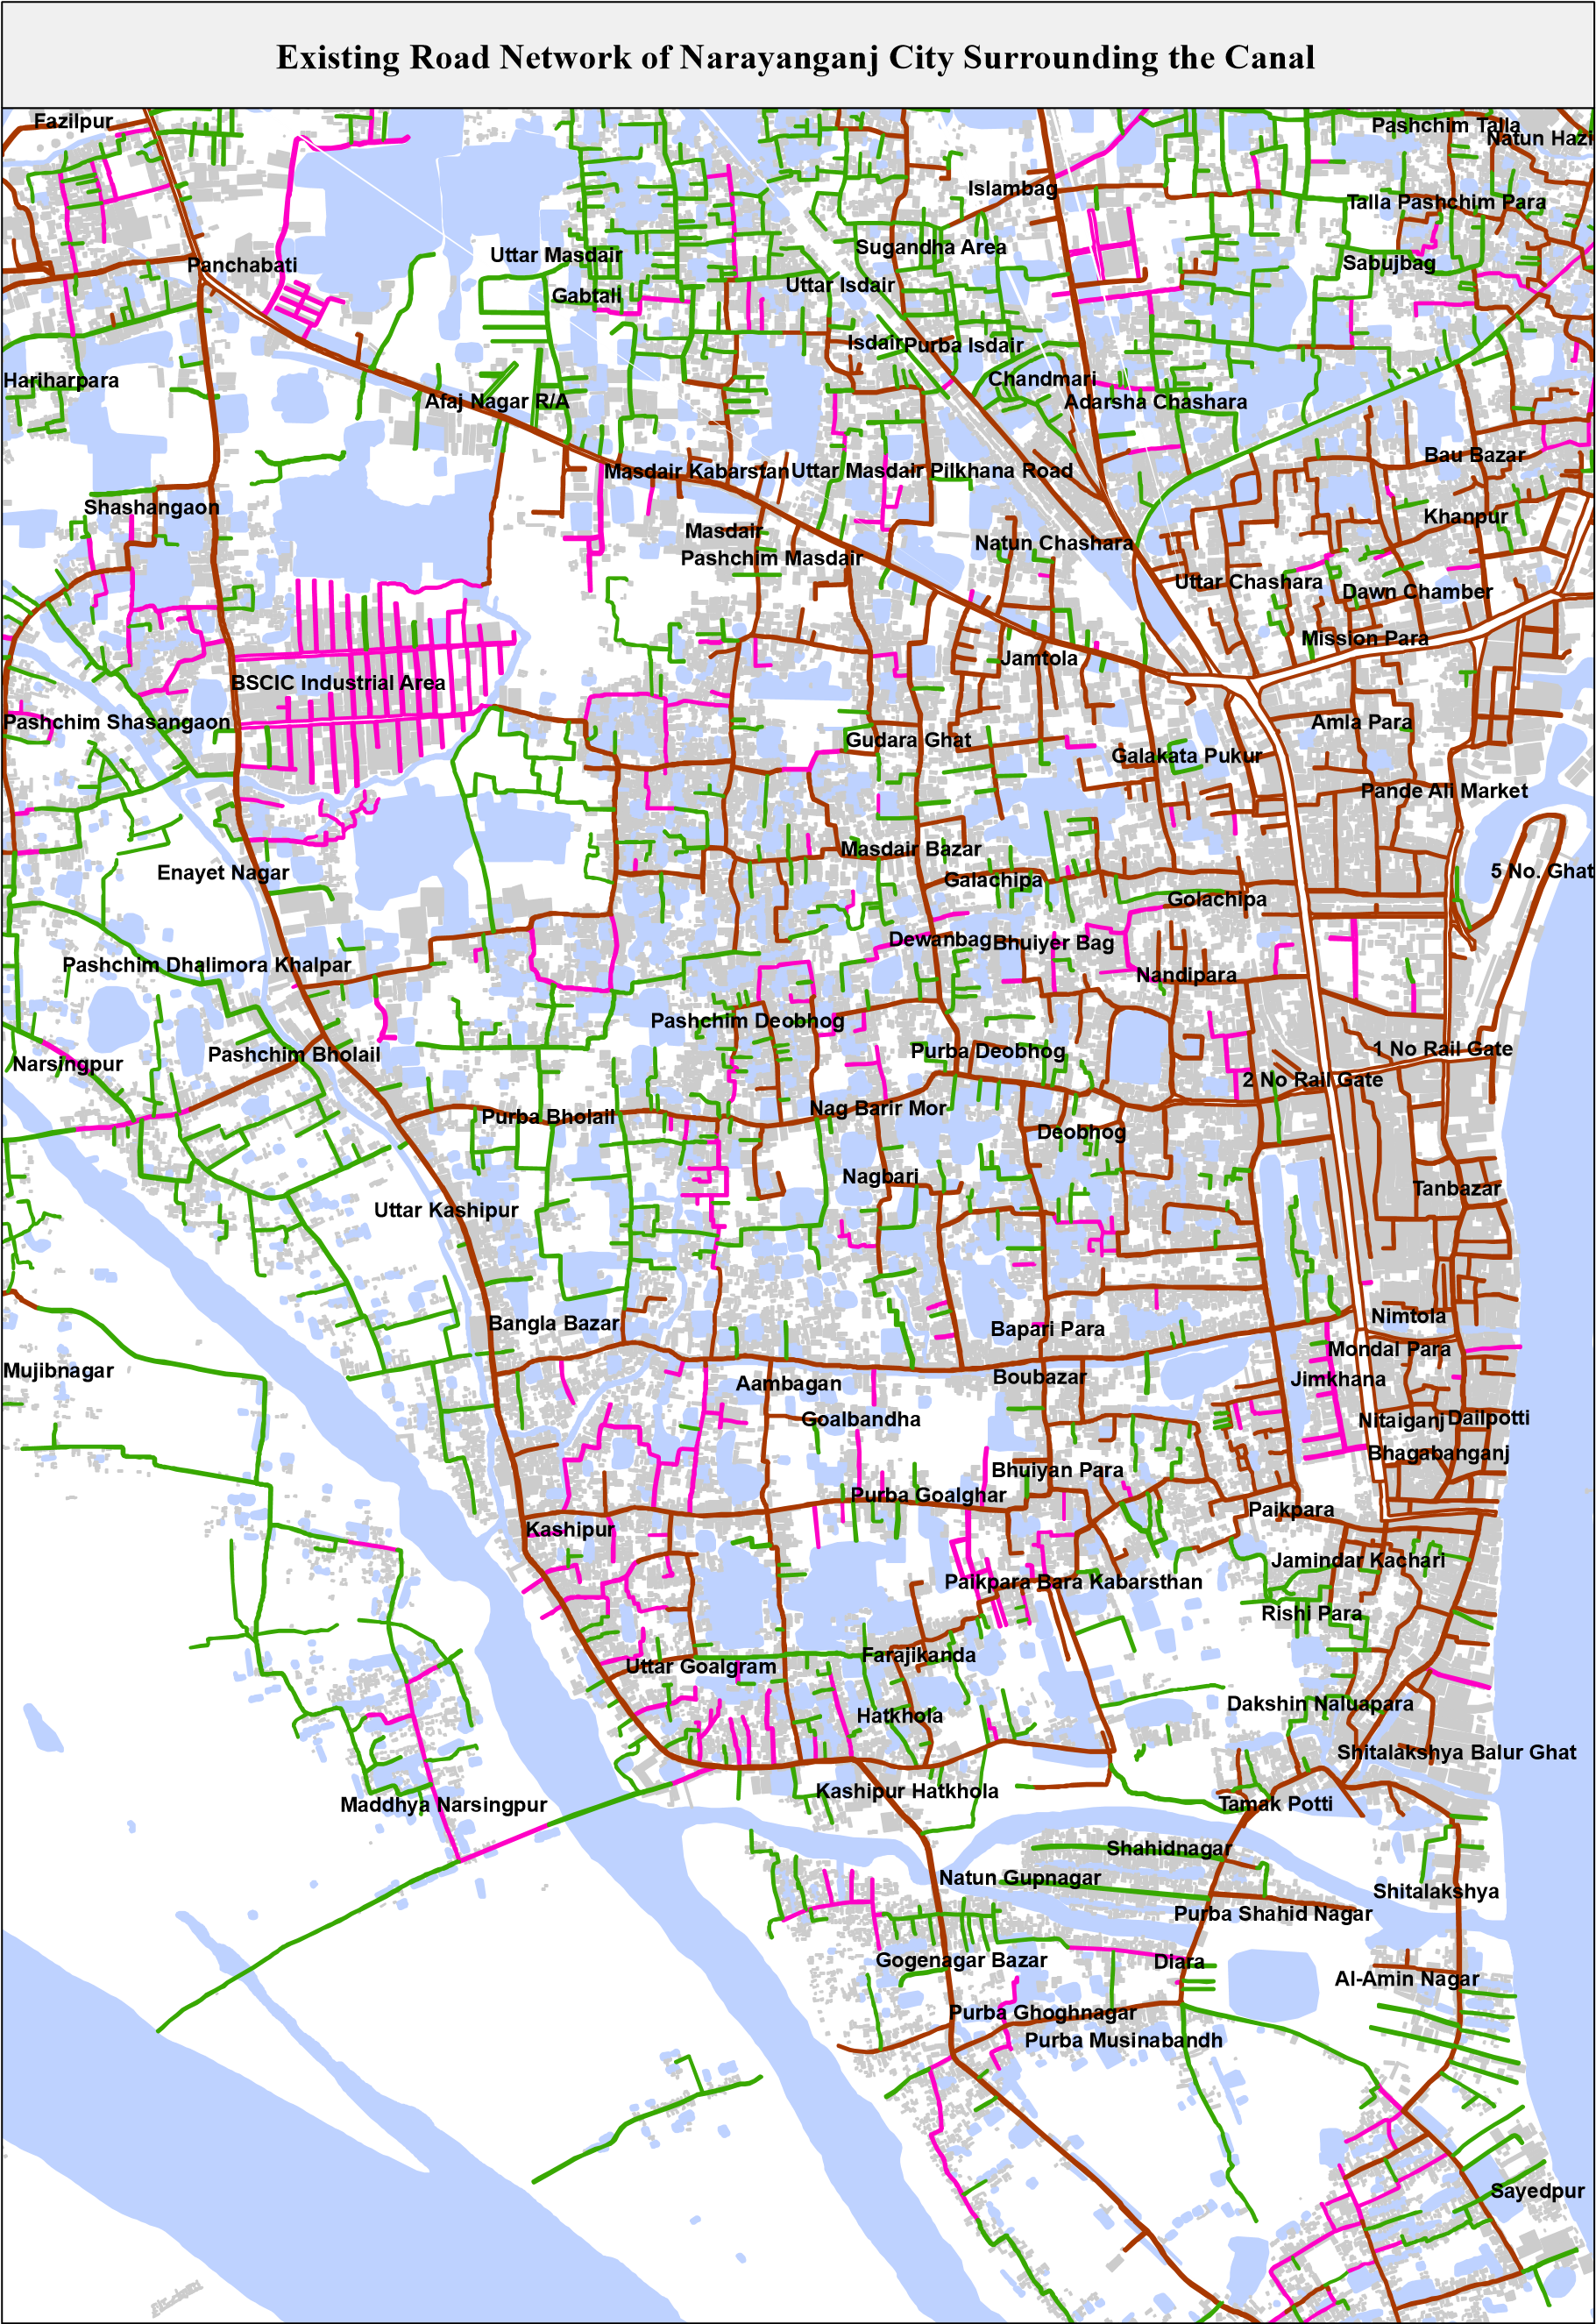 Existing Road Network of Narayanganj City Surrounding the Canal
Fazilpur
Pashchim Talla
Natun Hazi
Islambag
Talla Pashchim Para
Sugandha Area
Uttar Masdair
Panchabati
Sabujbag
Uttar Isdair
Gabtali
Isdair
Purba Isdair
Hariharpara
Chandmari
Afaj Nagar R/A
Adarsha Chashara
Bau Bazar
Masdair Kabarstan
Uttar Masdair
Pilkhana Road
Shashangaon
Khanpur
Masdair
Natun Chashara
Pashchim Masdair
Uttar Chashara
Dawn Chamber
Mission Para
Jamtola
BSCIC Industrial Area
Pashchim Shasangaon
Amla Para
Gudara Ghat
Galakata Pukur
Pande Ali Market
Masdair Bazar
Enayet Nagar
5 No. Ghat
Galachipa
Golachipa
Dewanbag
Bhuiyer Bag
Pashchim Dhalimora Khalpar
Nandipara
Pashchim Deobhog
1 No Rail Gate
Purba Deobhog
Pashchim Bholail
Narsingpur
2 No Rail Gate
Nag Barir Mor
Purba Bholail
Deobhog
Nagbari
Tanbazar
Uttar Kashipur
Nimtola
Bangla Bazar
Bapari Para
Mondal Para
Mujibnagar
Boubazar
Jimkhana
Aambagan
Goalbandha
Nitaiganj
Dailpotti
Bhagabanganj
Bhuiyan Para
Purba Goalghar
Paikpara
Kashipur
Jamindar Kachari
Paikpara Bara Kabarsthan
Rishi Para
Farajikanda
Uttar Goalgram
Dakshin Naluapara
Hatkhola
Shitalakshya Balur Ghat
Kashipur Hatkhola
Maddhya Narsingpur
Tamak Potti
Shahidnagar
Natun Gupnagar
Shitalakshya
Purba Shahid Nagar
Gogenagar Bazar
Diara
Al-Amin Nagar
Purba Ghoghnagar
Purba Musinabandh
Sayedpur